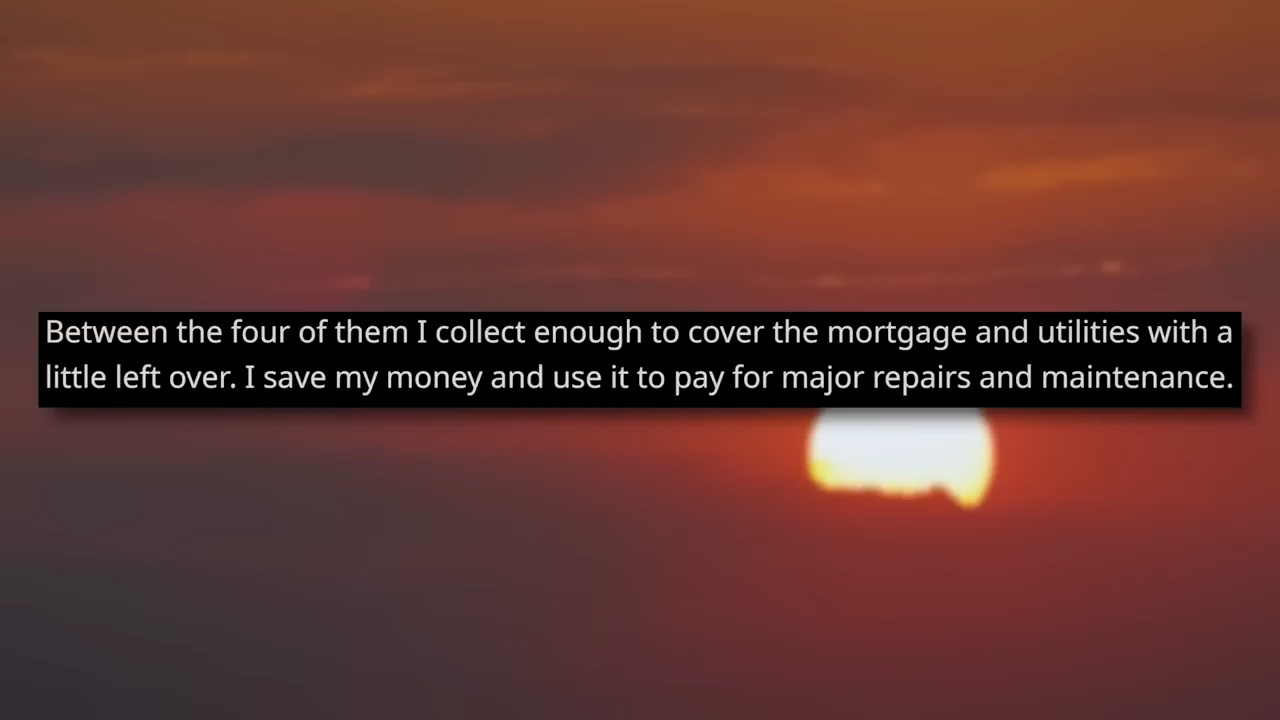 Between the four of them I collect enough to cover the mortgage and utilities with a
little left over. I save my money and use it to pay for major repairs and maintenance.